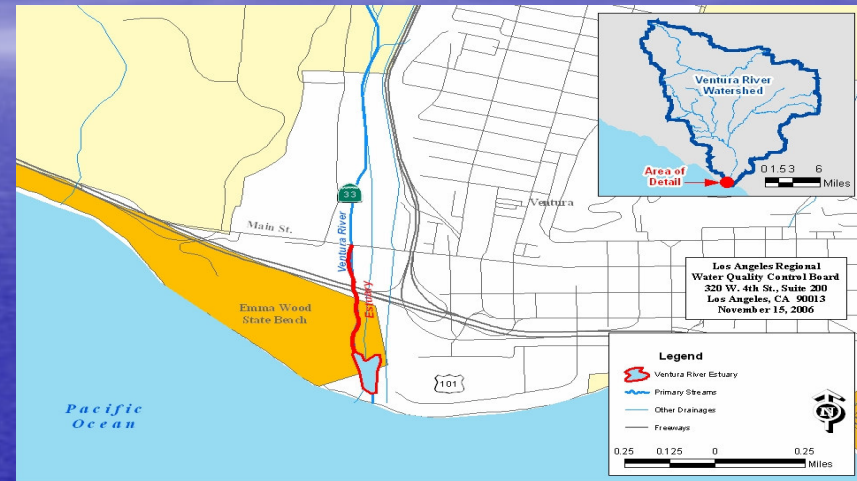 Ventura River
Watershed
Area of
Detail
0 1.5 3 6
Miles
33
Main St.
Ventura River
Estuary
Ventura
Emma Wood
State Beach
101
Pacific
Ocean
Los Angeles Regional
Water Quality Control Board
320 W. 4th St., Suite 200
Los Angeles, CA 90013
November 15, 2006
Legend
Ventura River Estuary
Primary Streams
Other Drainages
Freeways
N
0.25 0.125 0 0.25
Miles